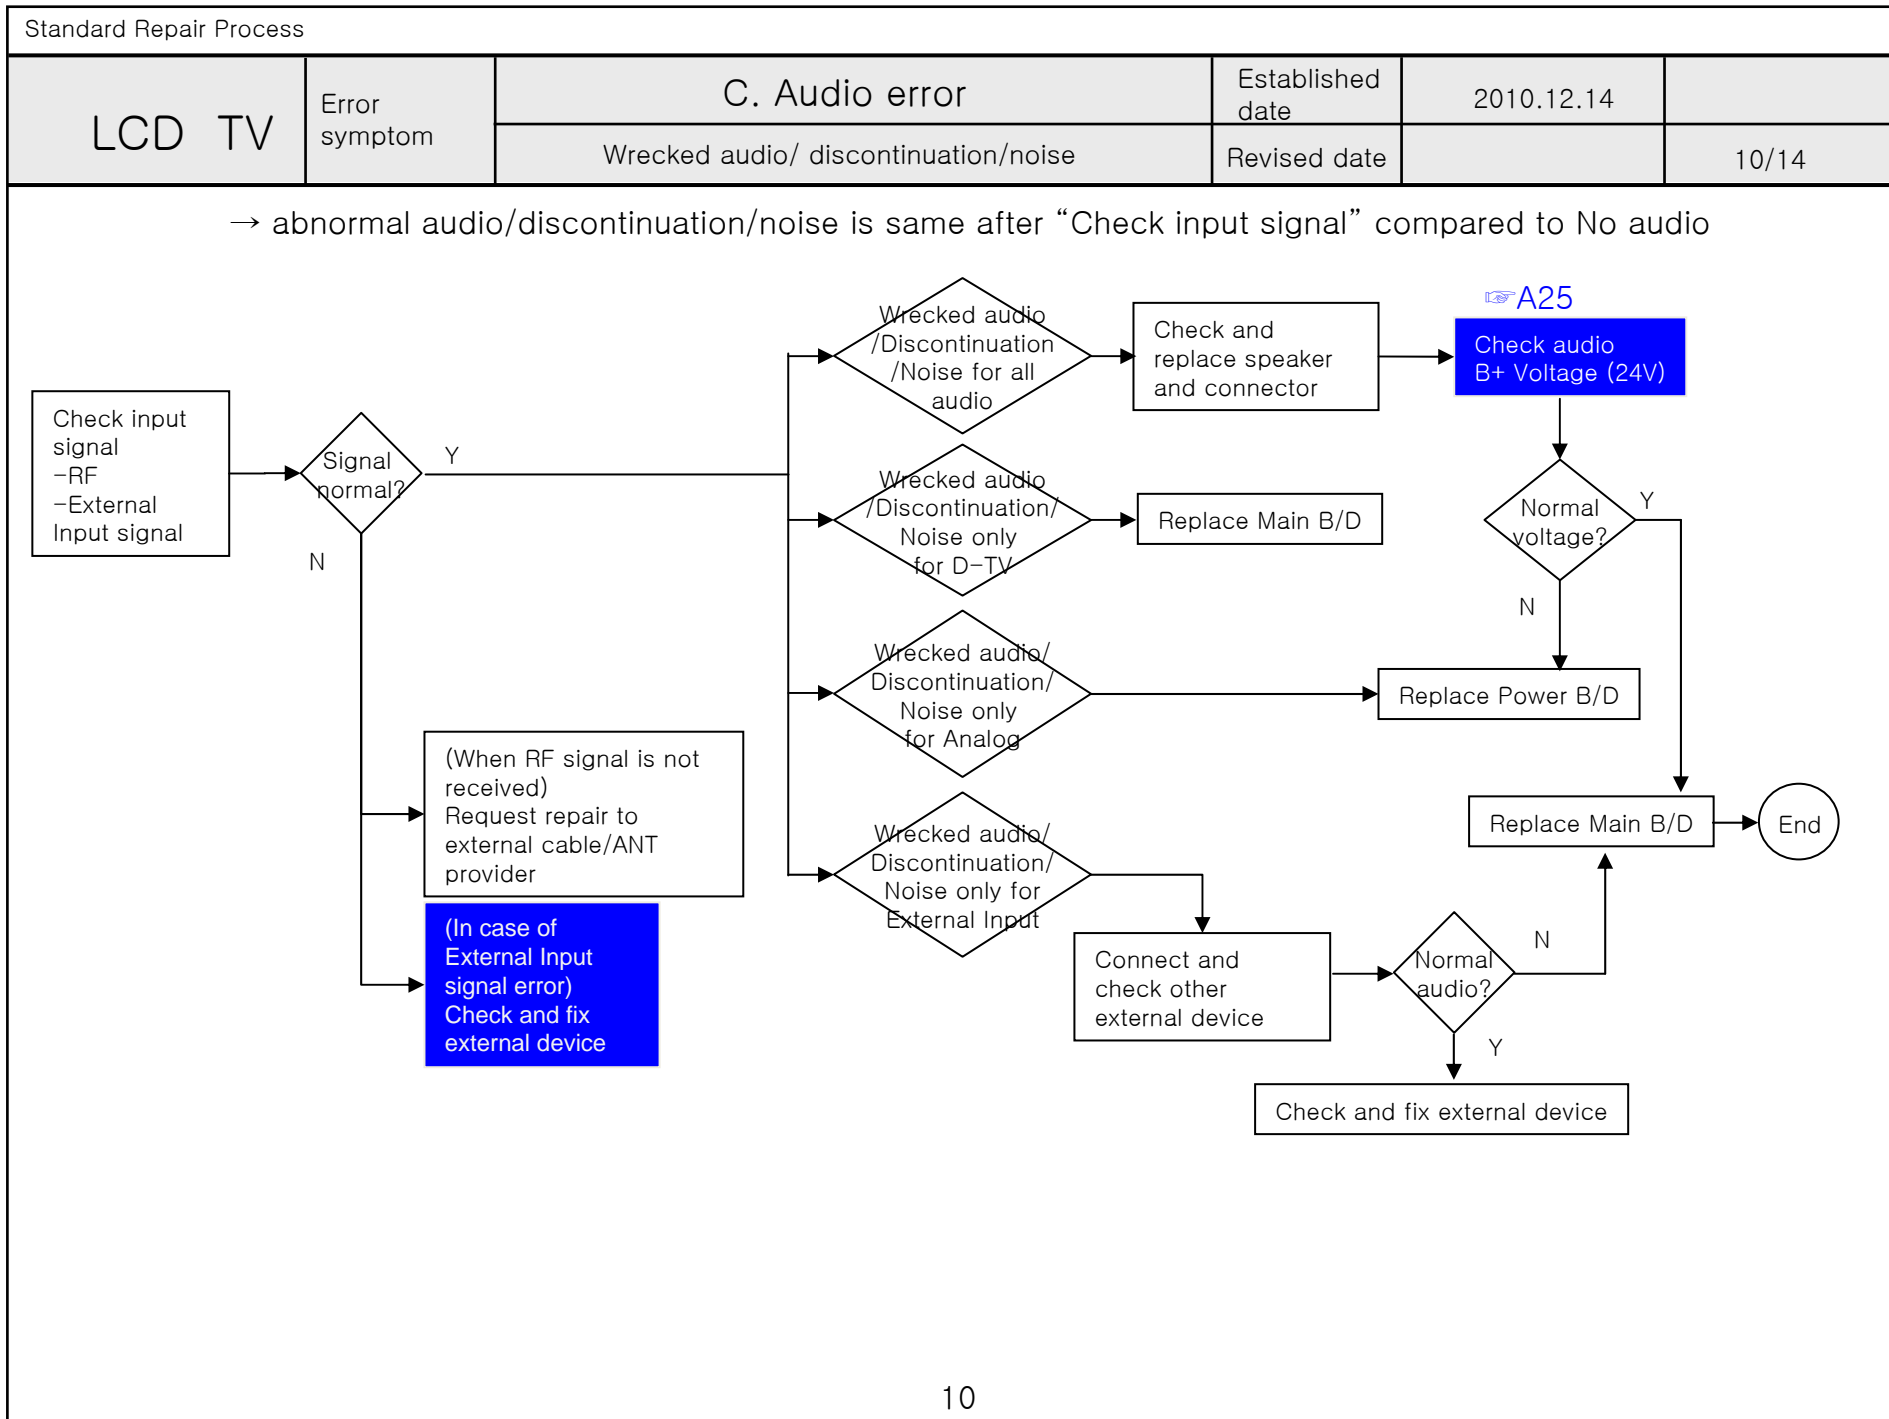 Standard Repair Process
LCD TV
Error
symptom
C. Audio error
Established
date
2010.12.14
Wrecked audio/ discontinuation/noise
Revised date
10/14
→ abnormal audio/discontinuation/noise is same after “Check input signal” compared to No audio
Check input
signal
-RF
-External
Input signal
Signal
normal?
Y
N
(When RF signal is not
received)
Request repair to
external cable/ANT
provider
(In case of
External Input
signal error)
Check and fix
external device
Wrecked audio
/Discontinuation
/Noise for all
audio
Check and
replace speaker
and connector
☞A25
Check audio
B+ Voltage (24V)
Normal
voltage?
Y
N
Wrecked audio
/Discontinuation/
Noise only
for D-TV
Replace Main B/D
Wrecked audio/
Discontinuation/
Noise only
for Analog
Replace Power B/D
Wrecked audio/
Discontinuation/
Noise only for
External Input
Connect and
check other
external device
Normal
audio?
N
Y
Replace Main B/D
End
Check and fix external device
10